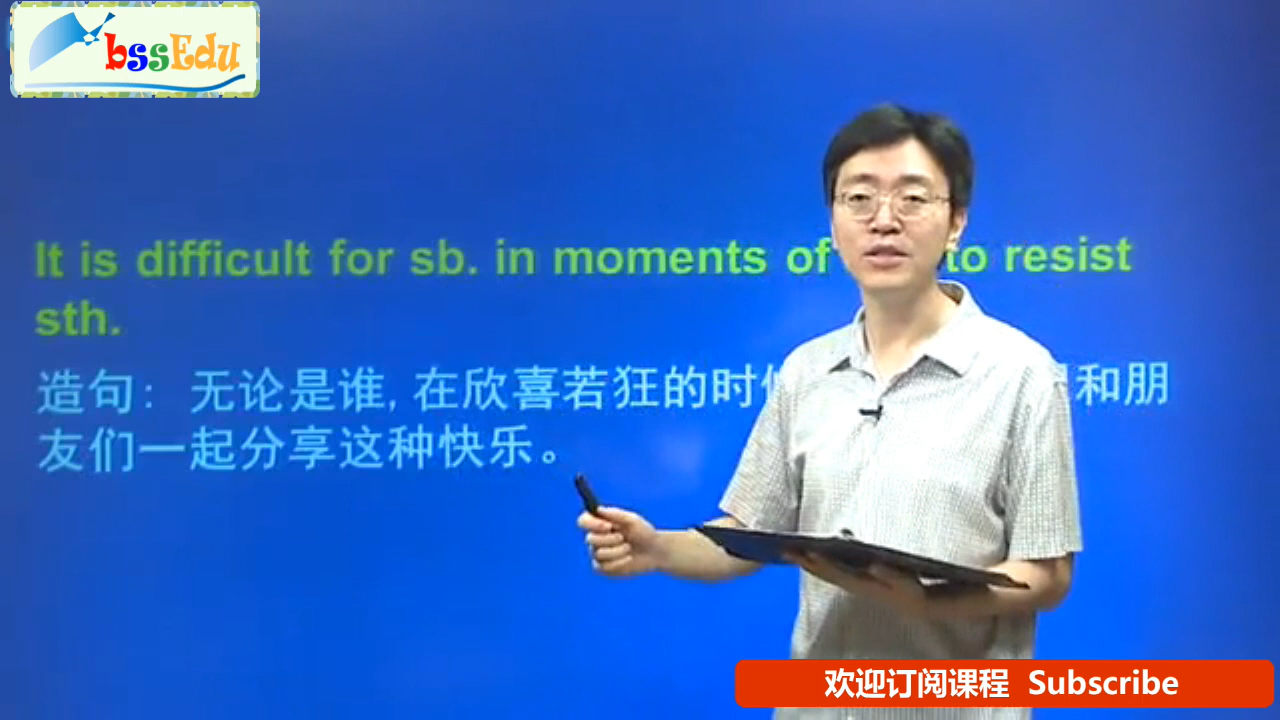 bssEdu
It is difficult for sb. in moments of to resist
sth.
造句: 无论是谁,在欣喜若狂的时 和朋
友们一起分享这种快乐。
欢迎订阅课程 Subscribe